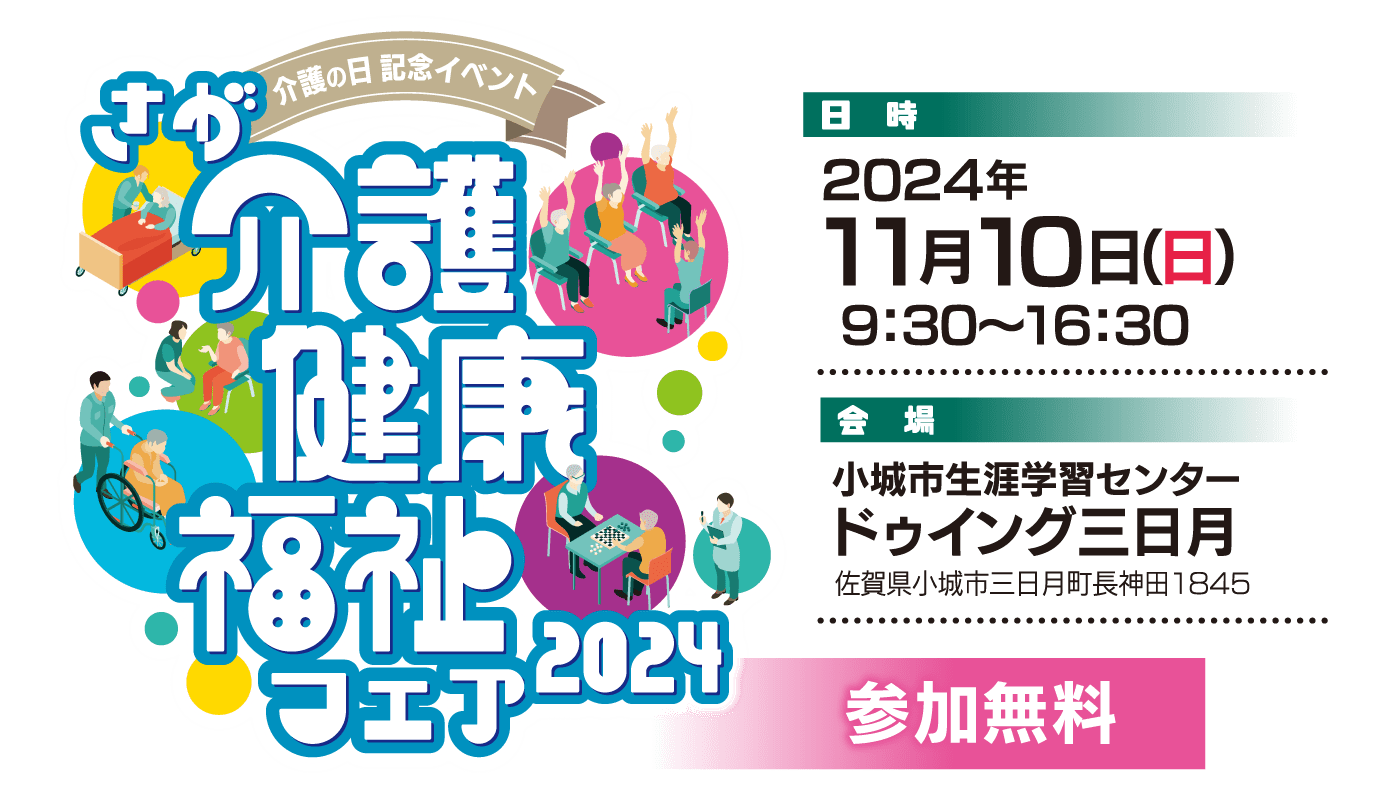 介護の日 記念イベント
さが
介護
健康
福祉
フェア2024
日 時
2024年
11月10日(日)
9:30〜16:30
会 場
小城市生涯学習センター
ドゥイング三日月
佐賀県小城市三日月町長神田1845
参加無料